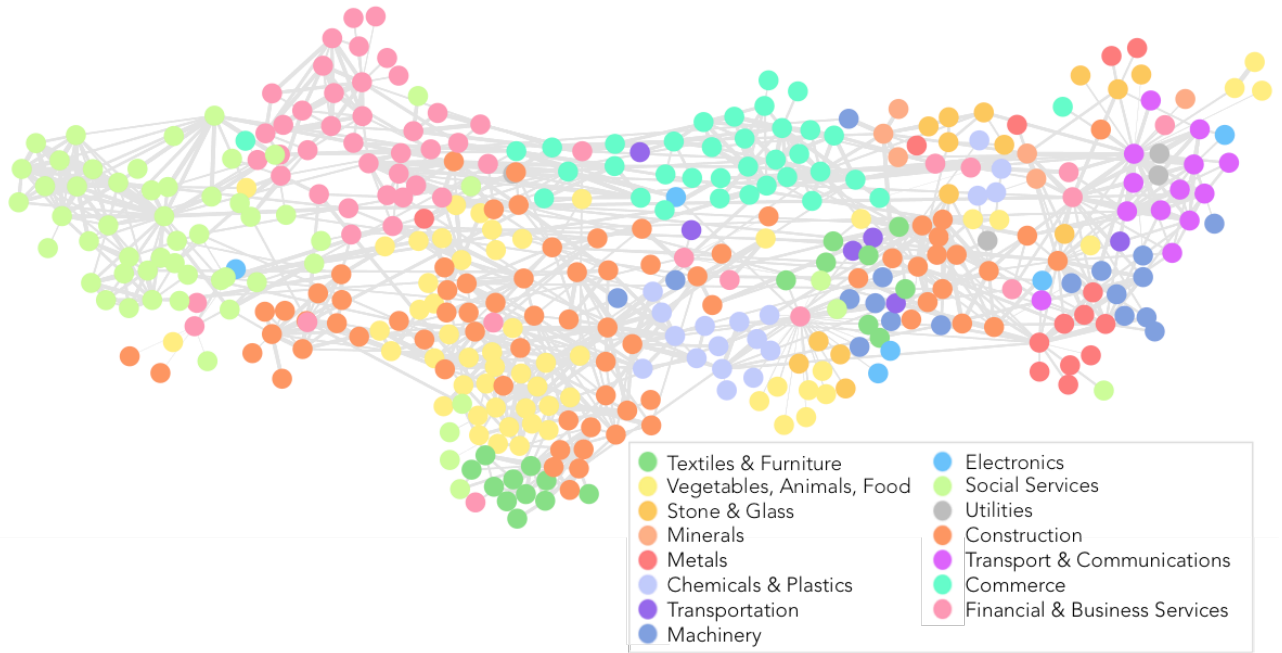 Textiles & Furniture
Vegetables, Animals, Food
Stone & Glass
Minerals
Metals
Chemicals & Plastics
Transportation
Machinery
Electronics
Social Services
Utilities
Construction
Transport & Communications
Commerce
Financial & Business Services